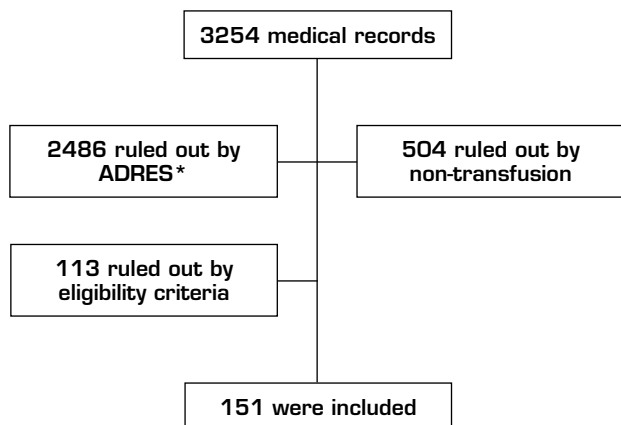 3254 medical records
2486 ruled out by
ADRES*
504 ruled out by
non-transfusion
113 ruled out by
eligibility criteria
151 were included